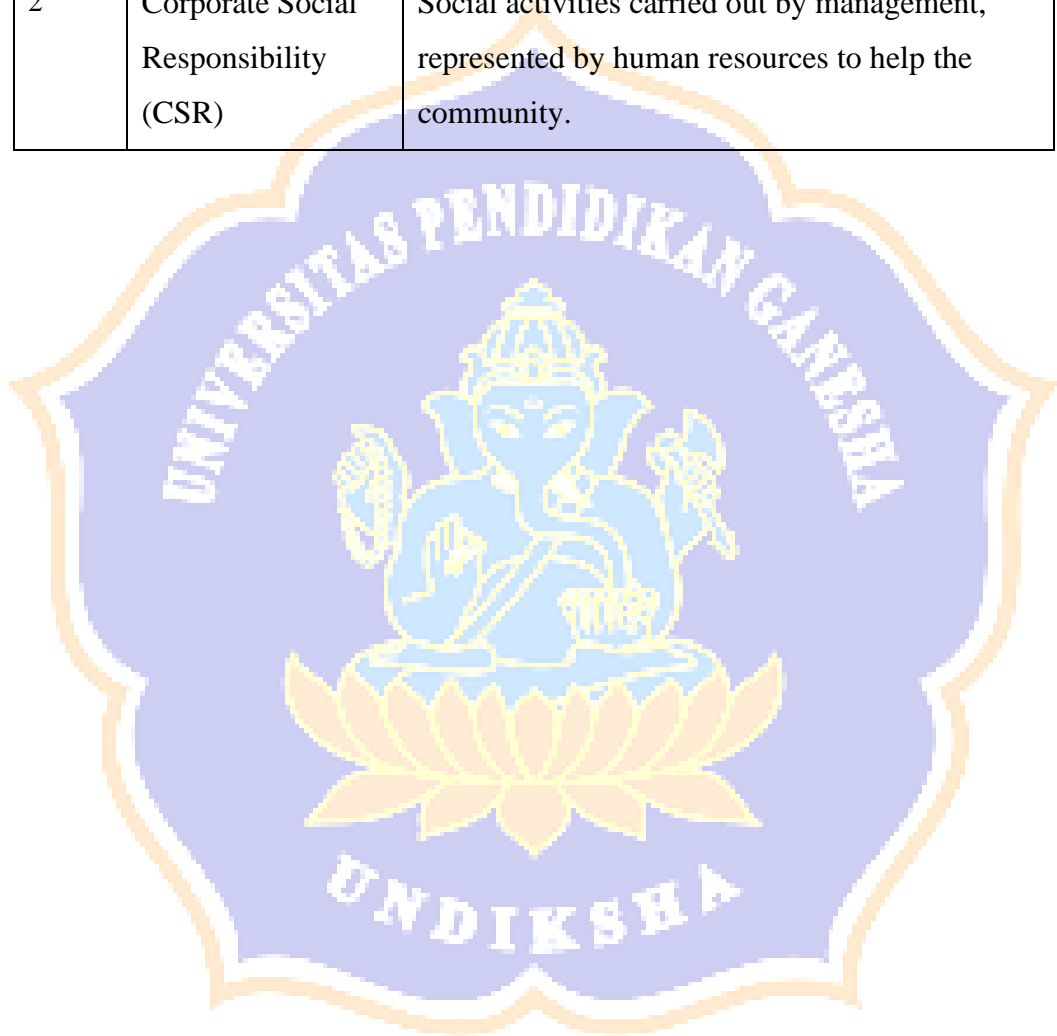 2 Corporate Social Social activities carried out by management,
Responsibility represented by human resources to help the
(CSR) community.
UNIVERSITAS PENDIDIKAN GANESHA
UNDIKSHA